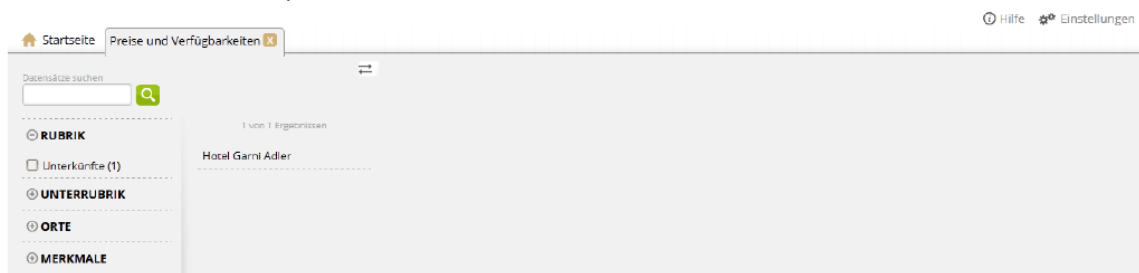 Hilfe Einstellungen
Startseite Preise und Verfügbarkeiten x
Datensätze suchen
1 von 1 Ergebnissen
RUBRIK
Hotel Garni Adler
Unterkünfte (1)
UNTERRUBRIK
ORTE
MERKMALE